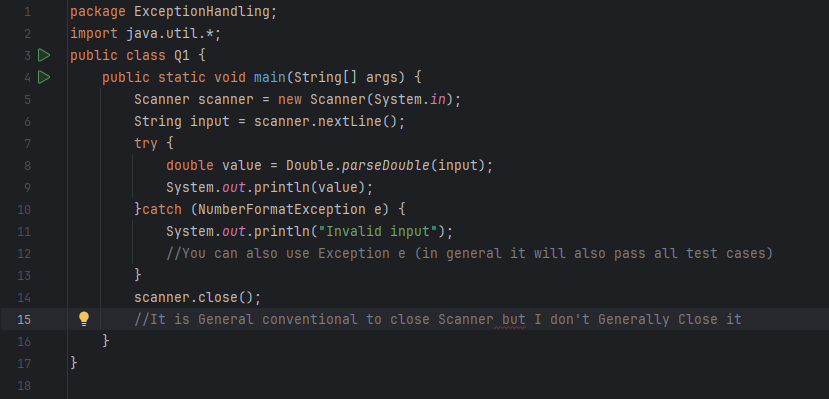 1 package ExceptionHandling;
2 import java.util.*;
3 public class Q1 {
4 public static void main(String[] args) {
5 Scanner scanner = new Scanner(System.in);
6 String input = scanner.nextLine();
7 try {
8 double value = Double.parseDouble(input);
9 System.out.println(value);
10 }catch (NumberFormatException e) {
11 System.out.println("Invalid input");
12 //You can also use Exception e (in general it will also pass all test cases)
13 }
14 scanner.close();
15 //It is General conventional to close Scanner but I don't Generally Close it
16 }
17 }
18